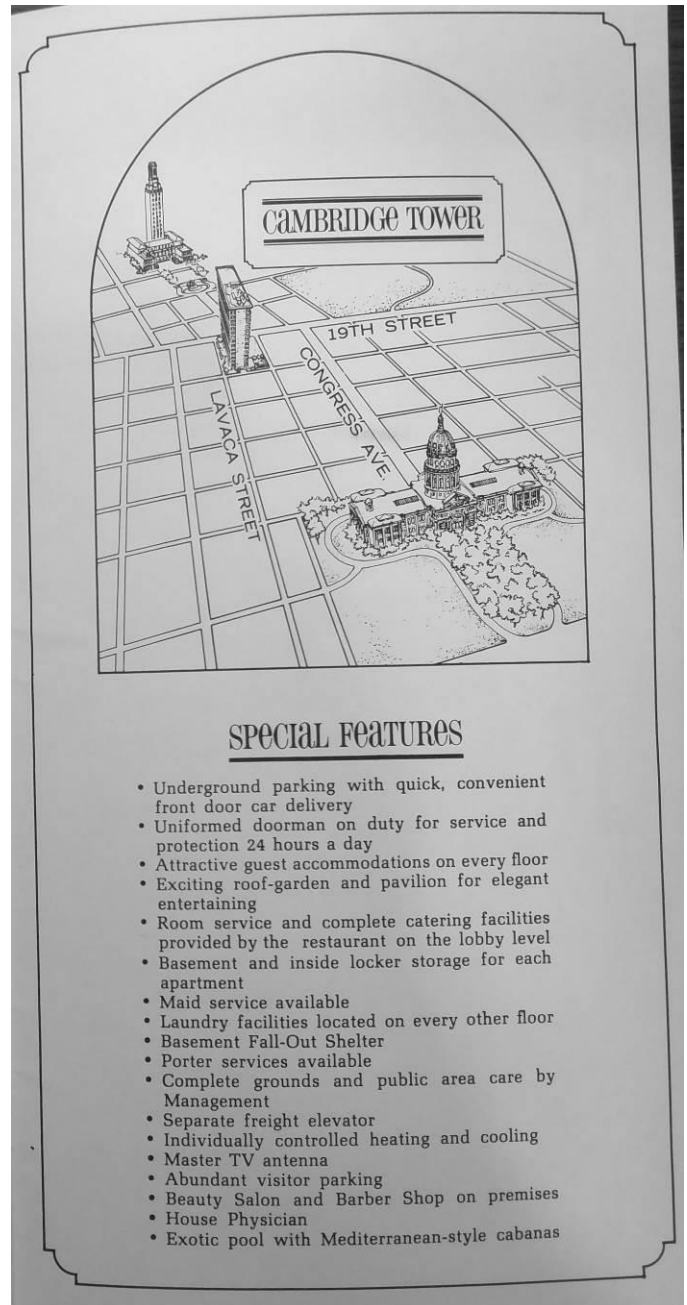 CAMBRIDGE TOWER
19TH STREET
CONGRESS AVE.
LAVACA STREET
SPECIAL FEATURES
• Underground parking with quick, convenient
front door car delivery
• Uniformed doorman on duty for service and
protection 24 hours a day
• Attractive guest accommodations on every floor
• Exciting roof-garden and pavilion for elegant
entertaining
• Room service and complete catering facilities
provided by the restaurant on the lobby level
• Basement and inside locker storage for each
apartment
• Maid service available
• Laundry facilities located on every other floor
• Basement Fall-Out Shelter
• Porter services available
• Complete grounds and public area care by
Management
• Separate freight elevator
• Individually controlled heating and cooling
• Master TV antenna
• Abundant visitor parking
• Beauty Salon and Barber Shop on premises
• House Physician
• Exotic pool with Mediterranean-style cabanas